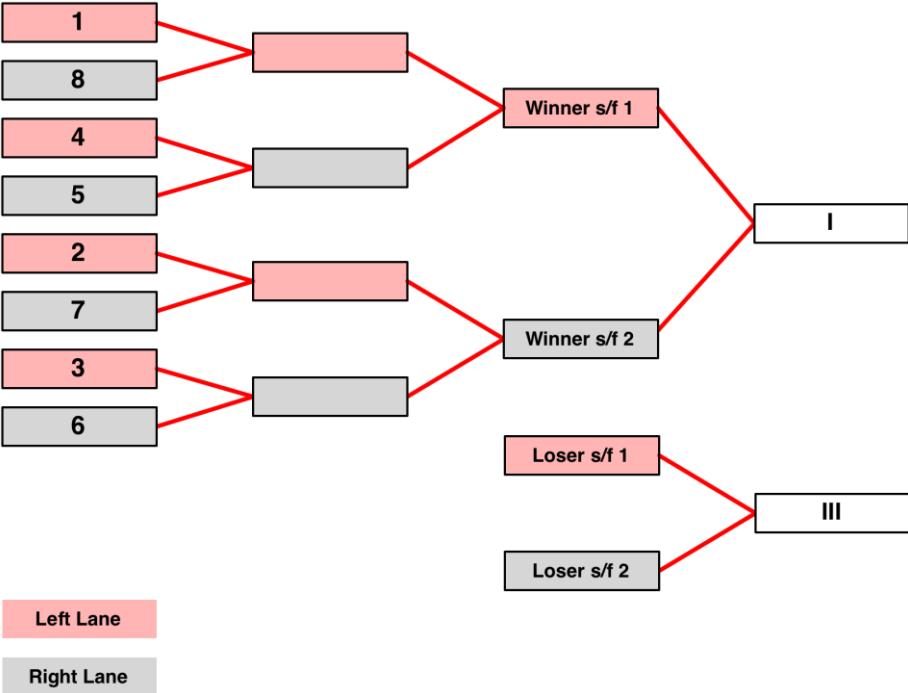 1
8
4
5
2
7
3
6
Winner s/f 1
Winner s/f 2
Loser s/f 1
Loser s/f 2
I
III
Left Lane
Right Lane